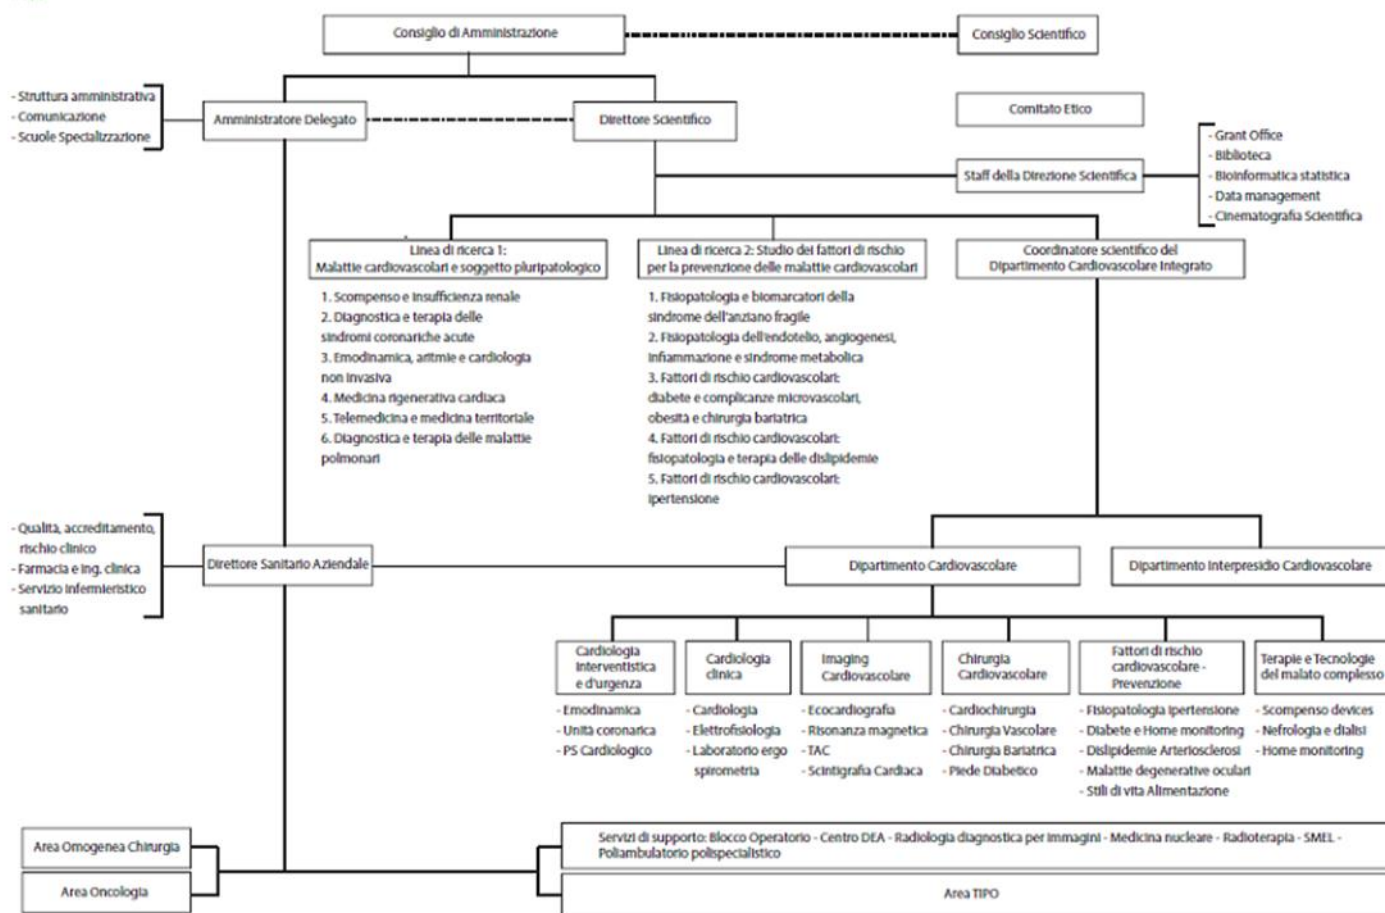 Consiglio di Amministrazione
Consiglio Scientifico
- Struttura amministrativa
- Comunicazione
- Scuole Specializzazione
Amministratore Delegato
Direttore Scientifico
Comitato Etico
Staff della Direzione Scientifica
- Grant Office
- Biblioteca
- Bioinformatica statistica
- Data management
- Cinematografia Scientifica
Linea di ricerca 1:
Malattie cardiovascolari e soggetto pluripatologico
1. Scompenso e insufficienza renale
2. Diagnostica e terapia delle
sindromi coronariche acute
3. Emodinamica, aritmie e cardiologia
non invasiva
4. Medicina rigenerativa cardiaca
5. Telemedicina e medicina territoriale
6. Diagnostica e terapia delle malattie
polmonari
Linea di ricerca 2: Studio dei fattori di rischio
per la prevenzione delle malattie cardiovascolari
1. Fisiopatologia e biomarcatori della
sindrome dell'anziano fragile
2. Fisiopatologia dell'endotelio, angiogenesi,
infiammazione e sindrome metabolica
3. Fattori di rischio cardiovascolari:
diabete e complicanze microvascolari,
obesità e chirurgia bariatrica
4. Fattori di rischio cardiovascolari:
fisiopatologia e terapia delle dislipidemie
5. Fattori di rischio cardiovascolari:
ipertensione
Coordinatore scientifico del
Dipartimento Cardiovascolare Integrato
- Qualità, accreditamento,
rischio clinico
- Farmacia e ing. clinica
- Servizio infermieristico
sanitario
Direttore Sanitario Aziendale
Dipartimento Cardiovascolare
Dipartimento Interpresidio Cardiovascolare
Cardiologia
Interventistica
e d'urgenza
- Emodinamica
- Unità coronarica
- PS Cardiologico
Cardiologia
clinica
- Cardiologia
- Elettrofisiologia
- Laboratorio ergo
spirometria
Imaging
Cardiovascolare
- Ecocardiografia
- Risonanza magnetica
- TAC
- Scintigrafia Cardiaca
Chirurgia
Cardiovascolare
- Cardiochirurgia
- Chirurgia Vascolare
- Chirurgia Bariatrica
- Piede Diabetico
Fattori di rischio
cardiovascolare -
Prevenzione
- Fisiopatologia Ipertensione
- Diabete e Home monitoring
- Dislipidemie Arteriosclerosi
- Malattie degenerative oculari
- Stili di vita Alimentazione
Terapie e Tecnologie
del malato complesso
- Scompenso devices
- Nefrologia e dialisi
- Home monitoring
Area Omogenea Chirurgia
Area Oncologia
Servizi di supporto: Blocco Operatorio - Centro DEA - Radiologia diagnostica per immagini - Medicina nucleare - Radioterapia - SMEL -
Poliambulatorio polispecialistico
Area TIPO